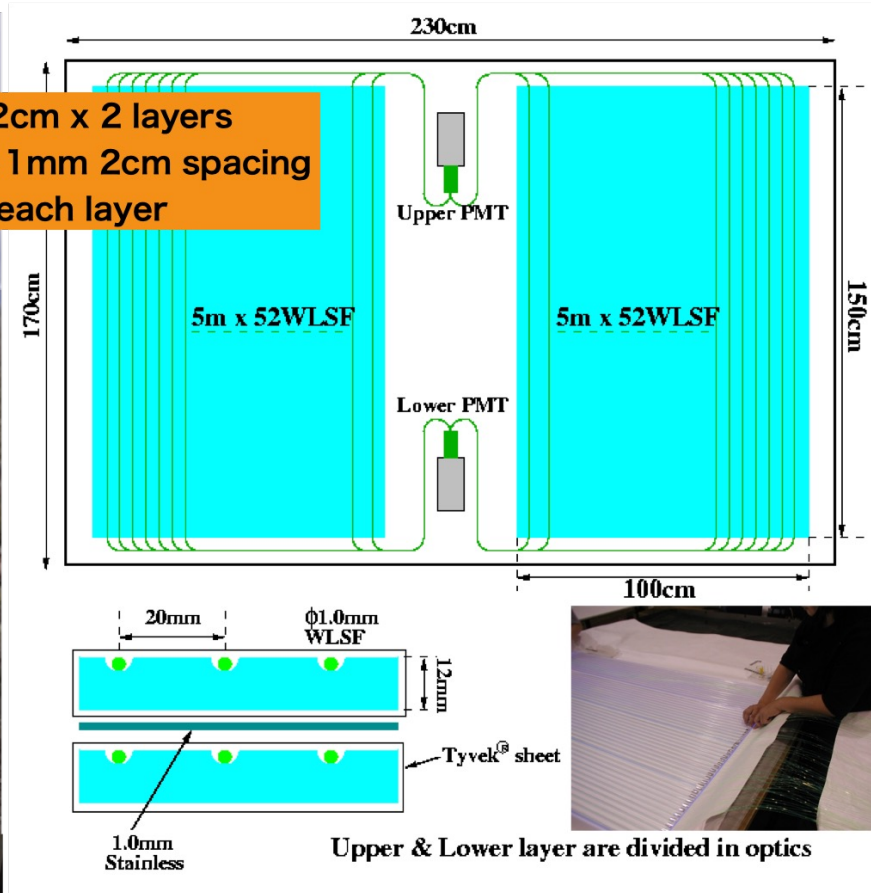 230cm
2cm x 2 layers
1mm 2cm spacing
each layer
Upper PMT
170cm
150cm
5m x 52WLSF
5m x 52WLSF
Lower PMT
100cm
20mm
ϕ1.0mm
WLSF
12mm
Tyvek® sheet
1.0mm
Stainless
Upper & Lower layer are divided in optics